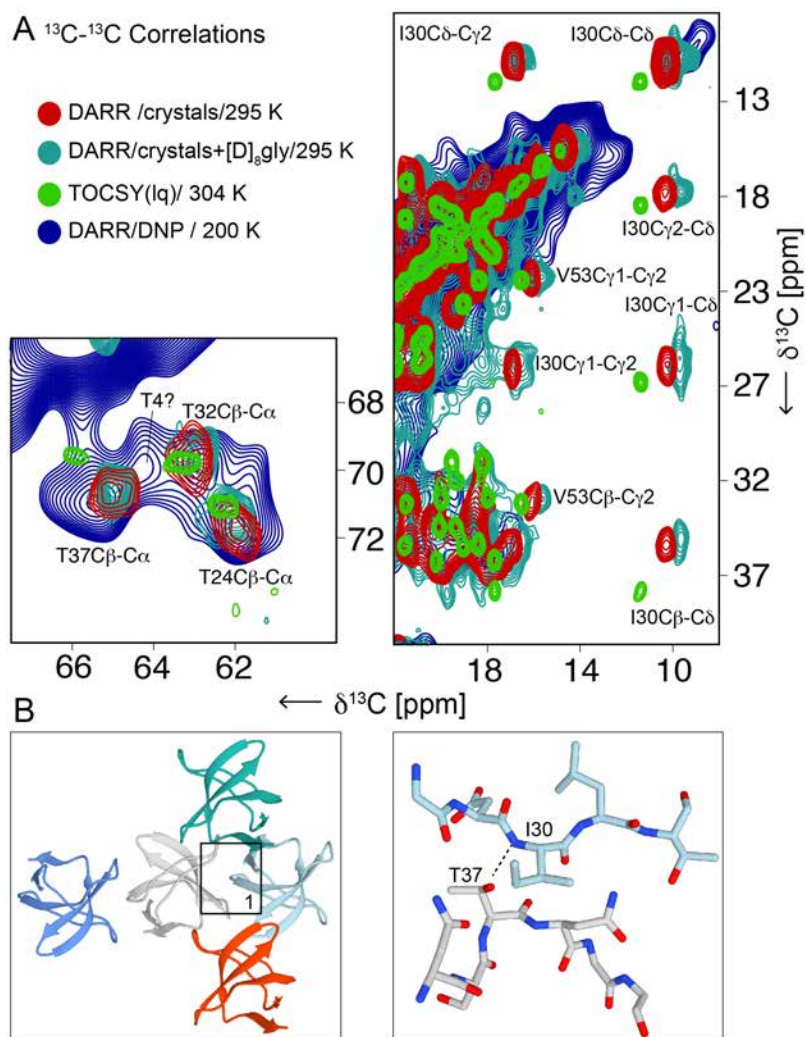 A ¹³C-¹³C Correlations
DARR /crystals/295 K
DARR/crystals+[D]₈gly/295 K
TOCSY(lq)/ 304 K
DARR/DNP / 200 K
I30Cδ-Cγ2
I30Cδ-Cδ
13
18
I30Cγ2-Cδ
V53Cγ1-Cγ2
23
I30Cγ1-Cδ
I30Cγ1-Cγ2
27
32
V53Cβ-Cγ2
37
I30Cβ-Cδ
18
10
← δ¹³C [ppm]
T4?
T32Cβ-Cα
68
70
72
T37Cβ-Cα
T24Cβ-Cα
66
64
62
← δ¹³C [ppm]
B
1
I30
T37